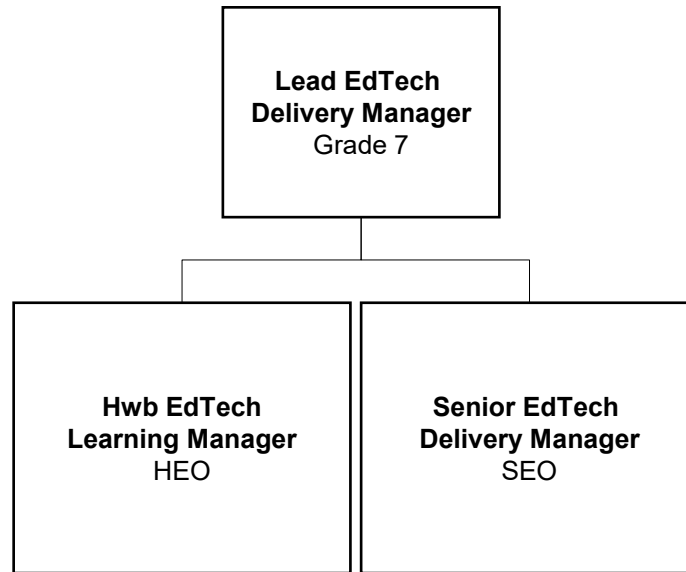 Lead EdTech
Delivery Manager
Grade 7
Hwb EdTech
Learning Manager
HEO
Senior EdTech
Delivery Manager
SEO